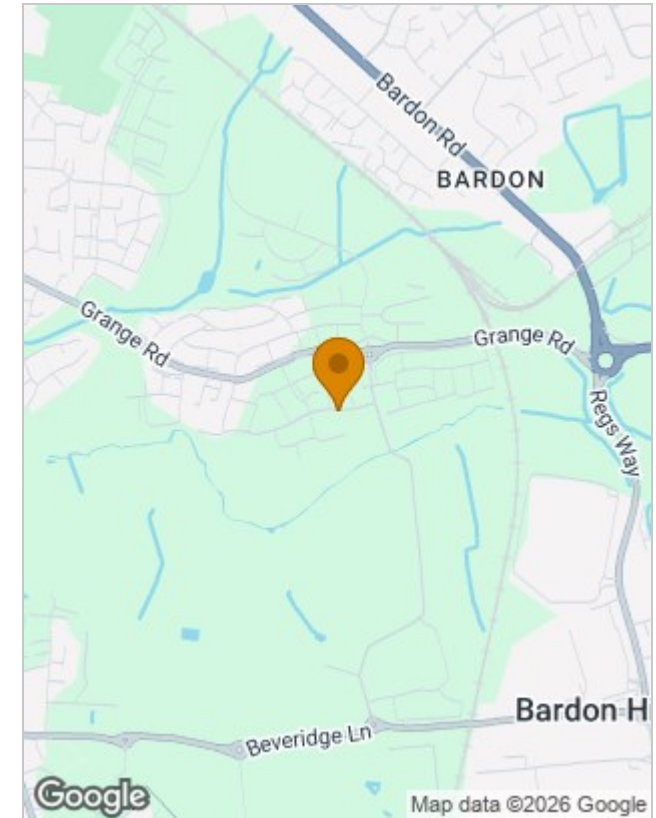 Bardon Rd
BARDON
Grange Rd
Grange Rd
Regs Way
Bardon H
Beveridge Ln
Google
Map data ©2026 Google